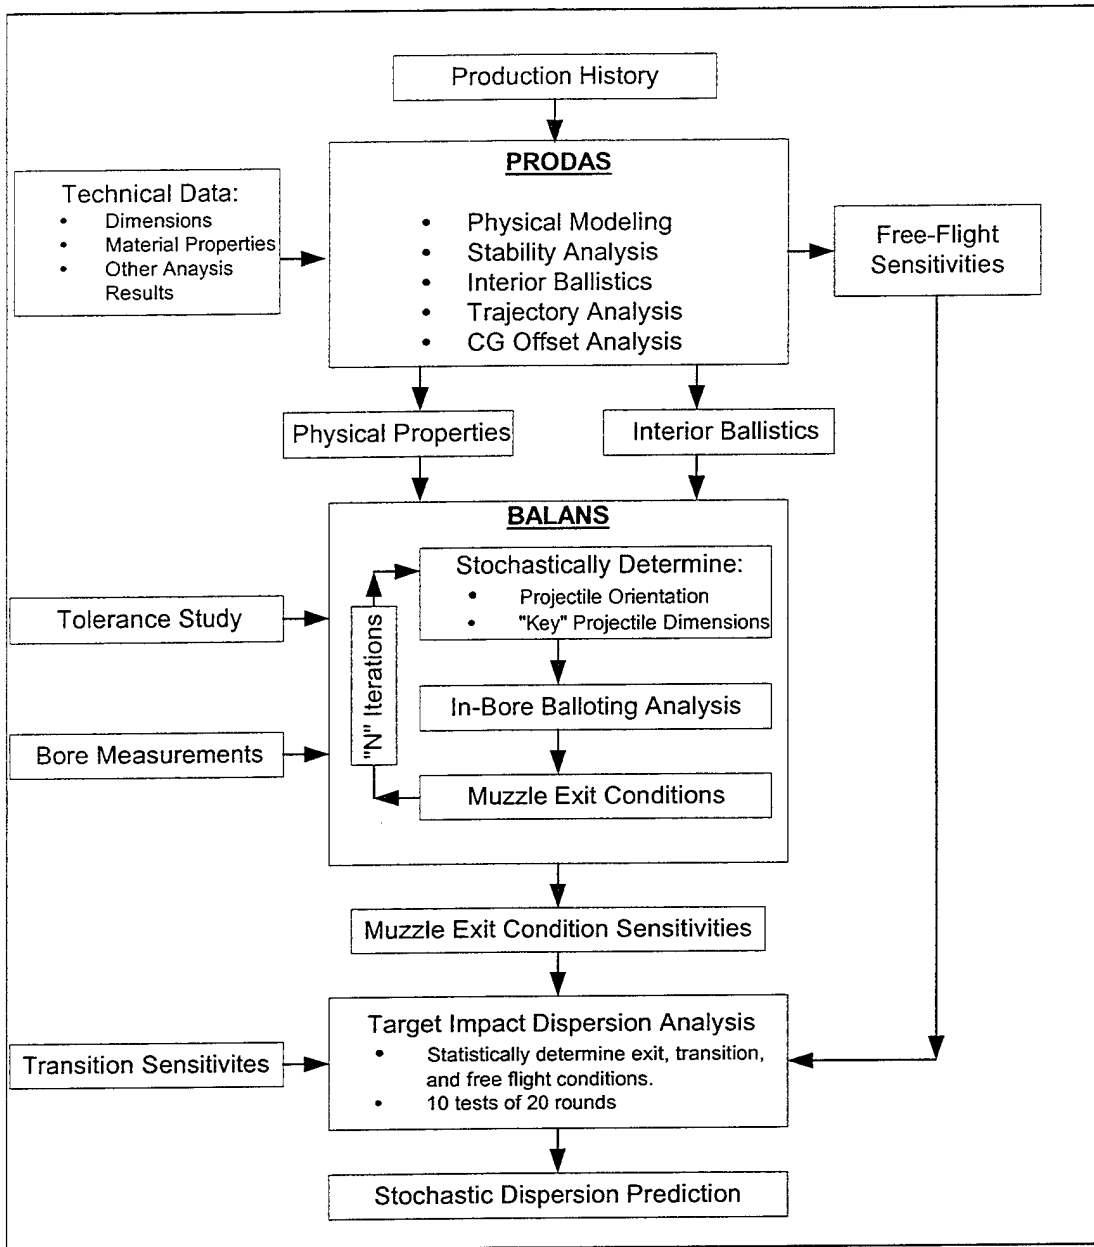 Production History
PRODAS
• Physical Modeling
• Stability Analysis
• Interior Ballistics
• Trajectory Analysis
• CG Offset Analysis
Technical Data:
• Dimensions
• Material Properties
• Other Anaysis
Results
Free-Flight
Sensitivities
Physical Properties
Interior Ballistics
BALANS
Stochastically Determine:
• Projectile Orientation
• "Key" Projectile Dimensions
"N" Iterations
In-Bore Balloting Analysis
Muzzle Exit Conditions
Tolerance Study
Bore Measurements
Muzzle Exit Condition Sensitivities
Target Impact Dispersion Analysis
• Statistically determine exit, transition,
and free flight conditions.
• 10 tests of 20 rounds
Transition Sensitivites
Stochastic Dispersion Prediction